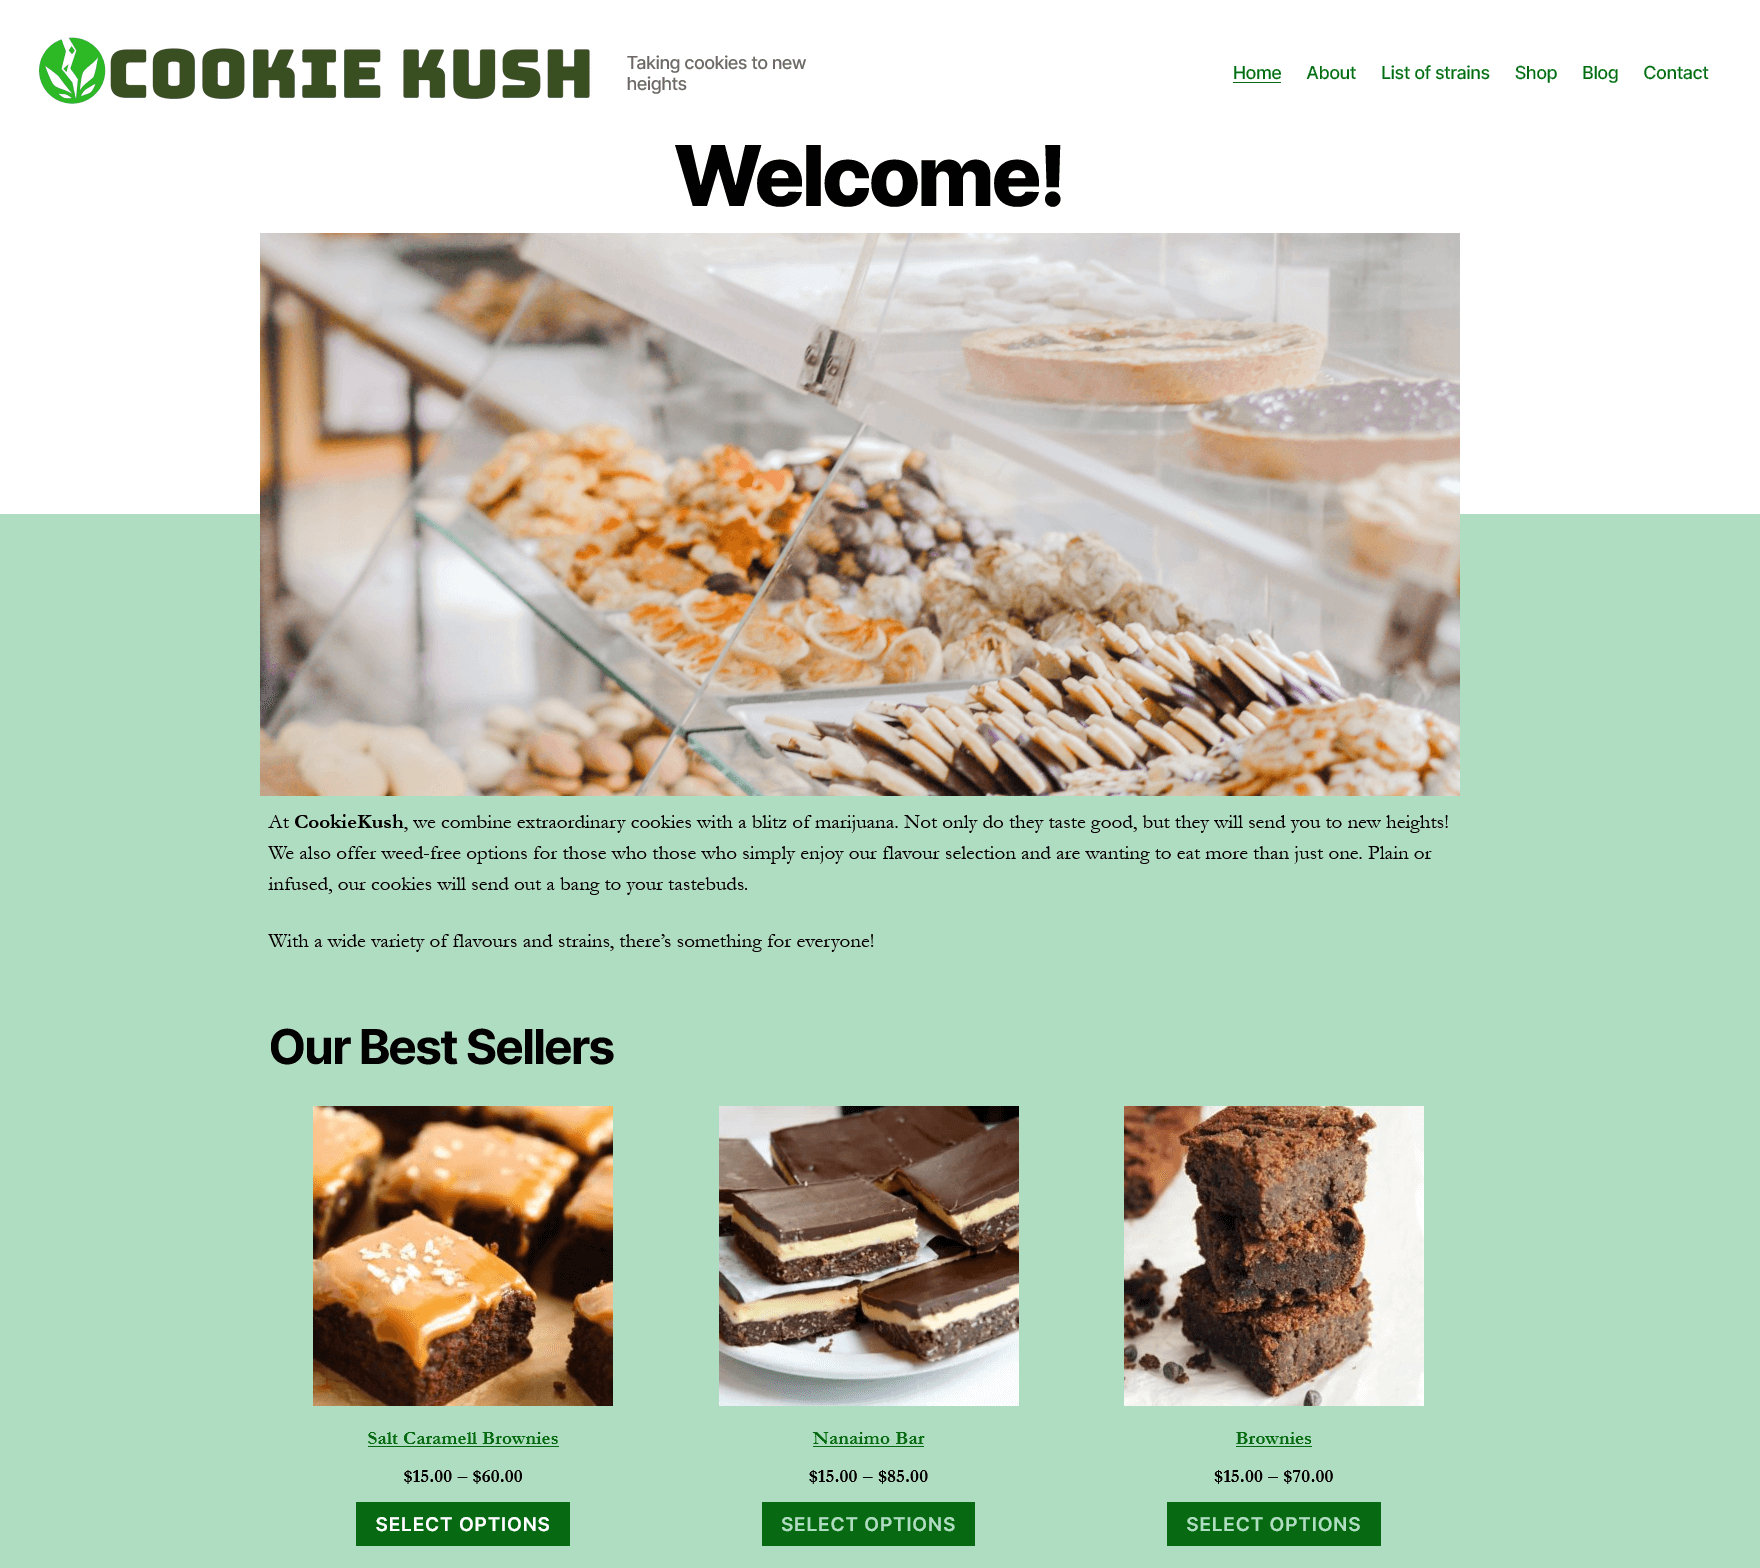 COOKIE KUSH
Taking cookies to new
heights
Home About List of strains Shop Blog Contact
Welcome!
At CookieKush, we combine extraordinary cookies with a blitz of marijuana. Not only do they taste good, but they will send you to new heights!
We also offer weed-free options for those who those who simply enjoy our flavour selection and are wanting to eat more than just one. Plain or
infused, our cookies will send out a bang to your tastebuds.
With a wide variety of flavours and strains, there’s something for everyone!
Our Best Sellers
Salt Caramell Brownies
$15.00 – $60.00
SELECT OPTIONS
Nanaimo Bar
$15.00 – $85.00
SELECT OPTIONS
Brownies
$15.00 – $70.00
SELECT OPTIONS